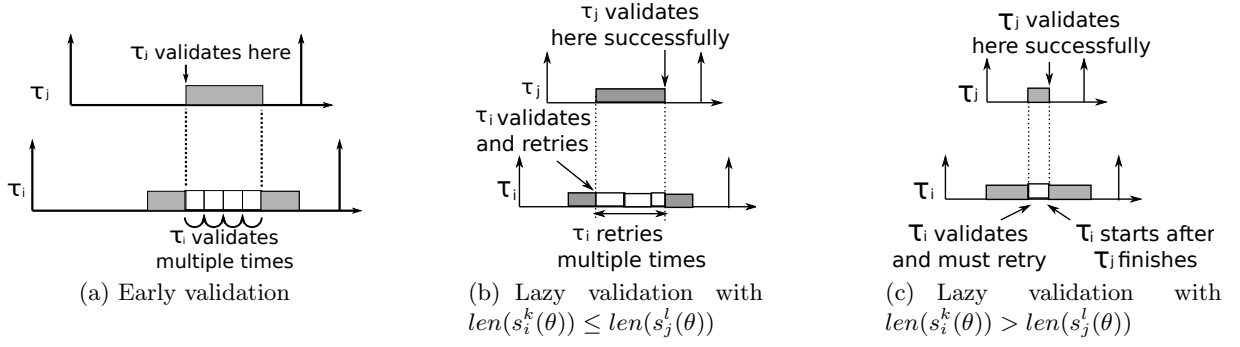 τj validates here
τj
τi
τi validates
multiple times
(a) Early validation
τj validates
here successfully
τj
τi validates
and retries
τi
τi retries
multiple times
(b) Lazy validation with
len(s_i^k(θ)) ≤ len(s_j^l(θ))
τj validates
here successfully
τj
τi
τi validates
and must retry
τi starts after
τj finishes
(c) Lazy validation with
len(s_i^k(θ)) > len(s_j^l(θ))